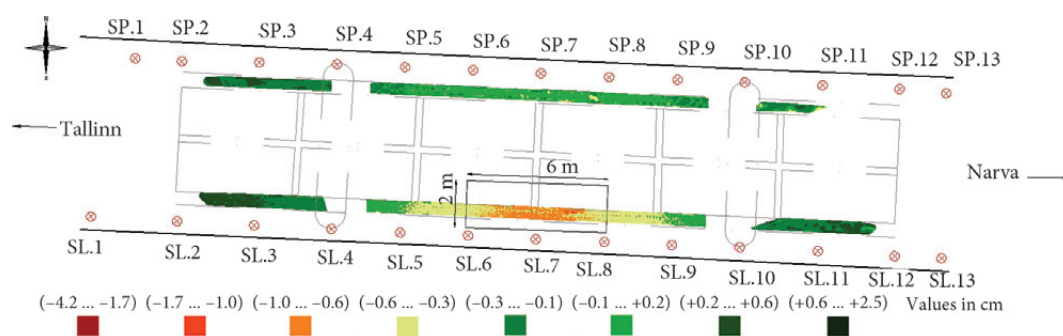 N
S
SP.1 SP.2 SP.3 SP.4 SP.5 SP.6 SP.7 SP.8 SP.9 SP.10 SP.11 SP.12 SP.13
Tallinn
Narva
6 m
2 m
SL.1 SL.2 SL.3 SL.4 SL.5 SL.6 SL.7 SL.8 SL.9 SL.10 SL.11 SL.12 SL.13
(−4.2 ... −1.7) (−1.7 ... −1.0) (−1.0 ... −0.6) (−0.6 ... −0.3) (−0.3 ... −0.1) (−0.1 ... +0.2) (+0.2 ... +0.6) (+0.6 ... +2.5) Values in cm